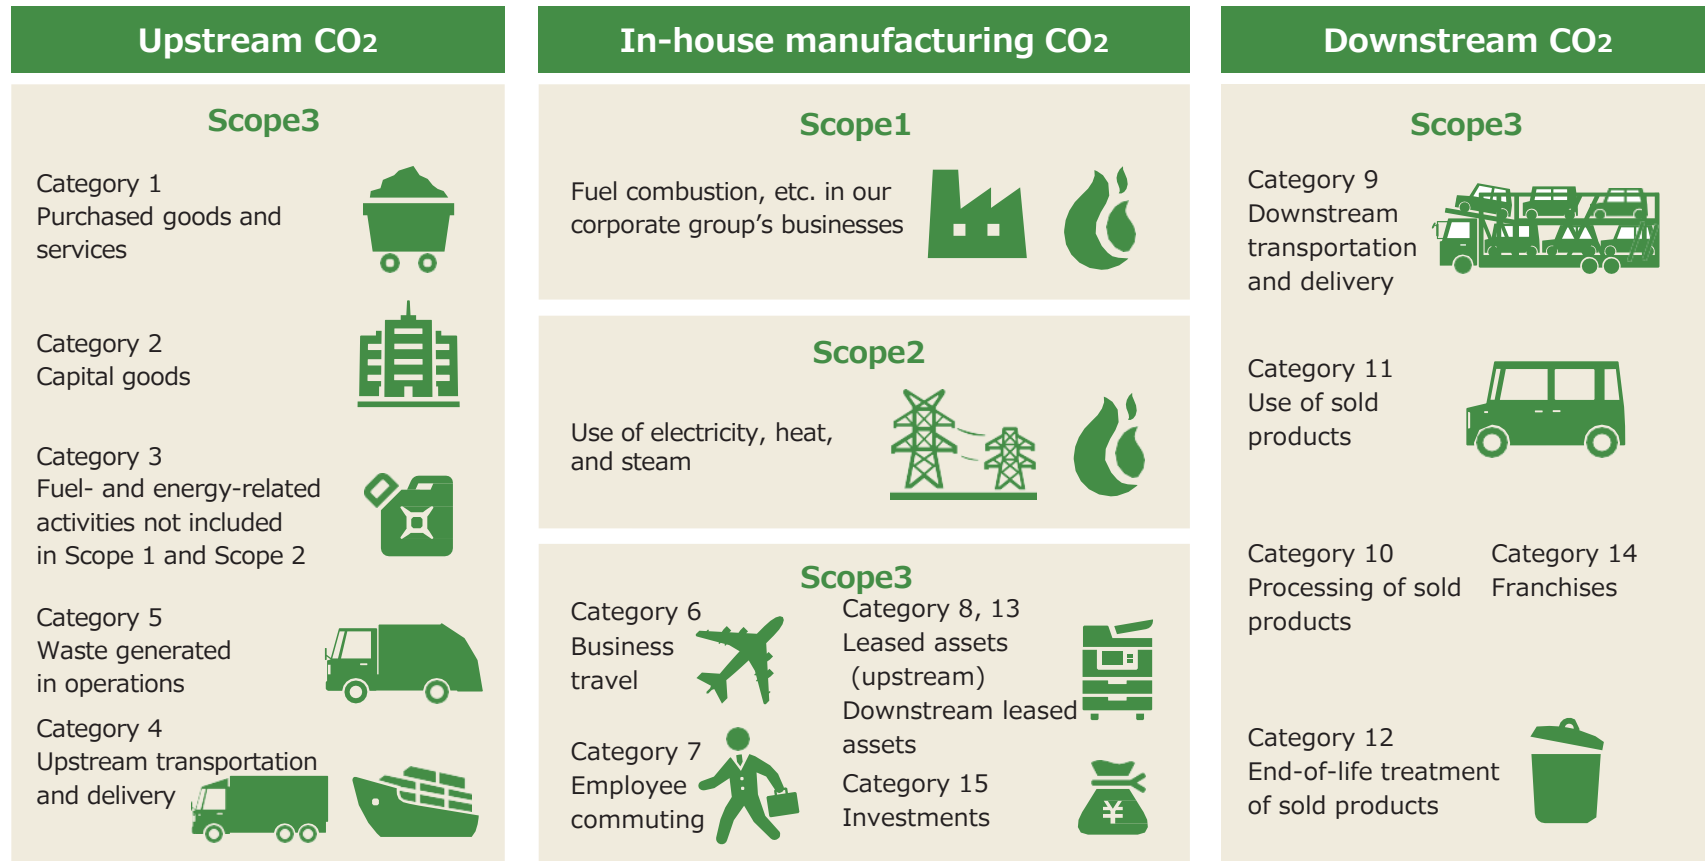 Upstream CO2
Scope3
Category 1
Purchased goods and
services
Category 2
Capital goods
Category 3
Fuel- and energy-related
activities not included
in Scope 1 and Scope 2
Category 5
Waste generated
in operations
Category 4
Upstream transportation
and delivery
In-house manufacturing CO2
Scope1
Fuel combustion, etc. in our
corporate group’s businesses
Scope2
Use of electricity, heat,
and steam
Scope3
Category 6
Business
travel
Category 7
Employee
commuting
Category 8, 13
Leased assets
(upstream)
Downstream leased
assets
Category 15
Investments
¥
Downstream CO2
Scope3
Category 9
Downstream
transportation
and delivery
Category 11
Use of sold
products
Category 10
Processing of sold
products
Category 14
Franchises
Category 12
End-of-life treatment
of sold products